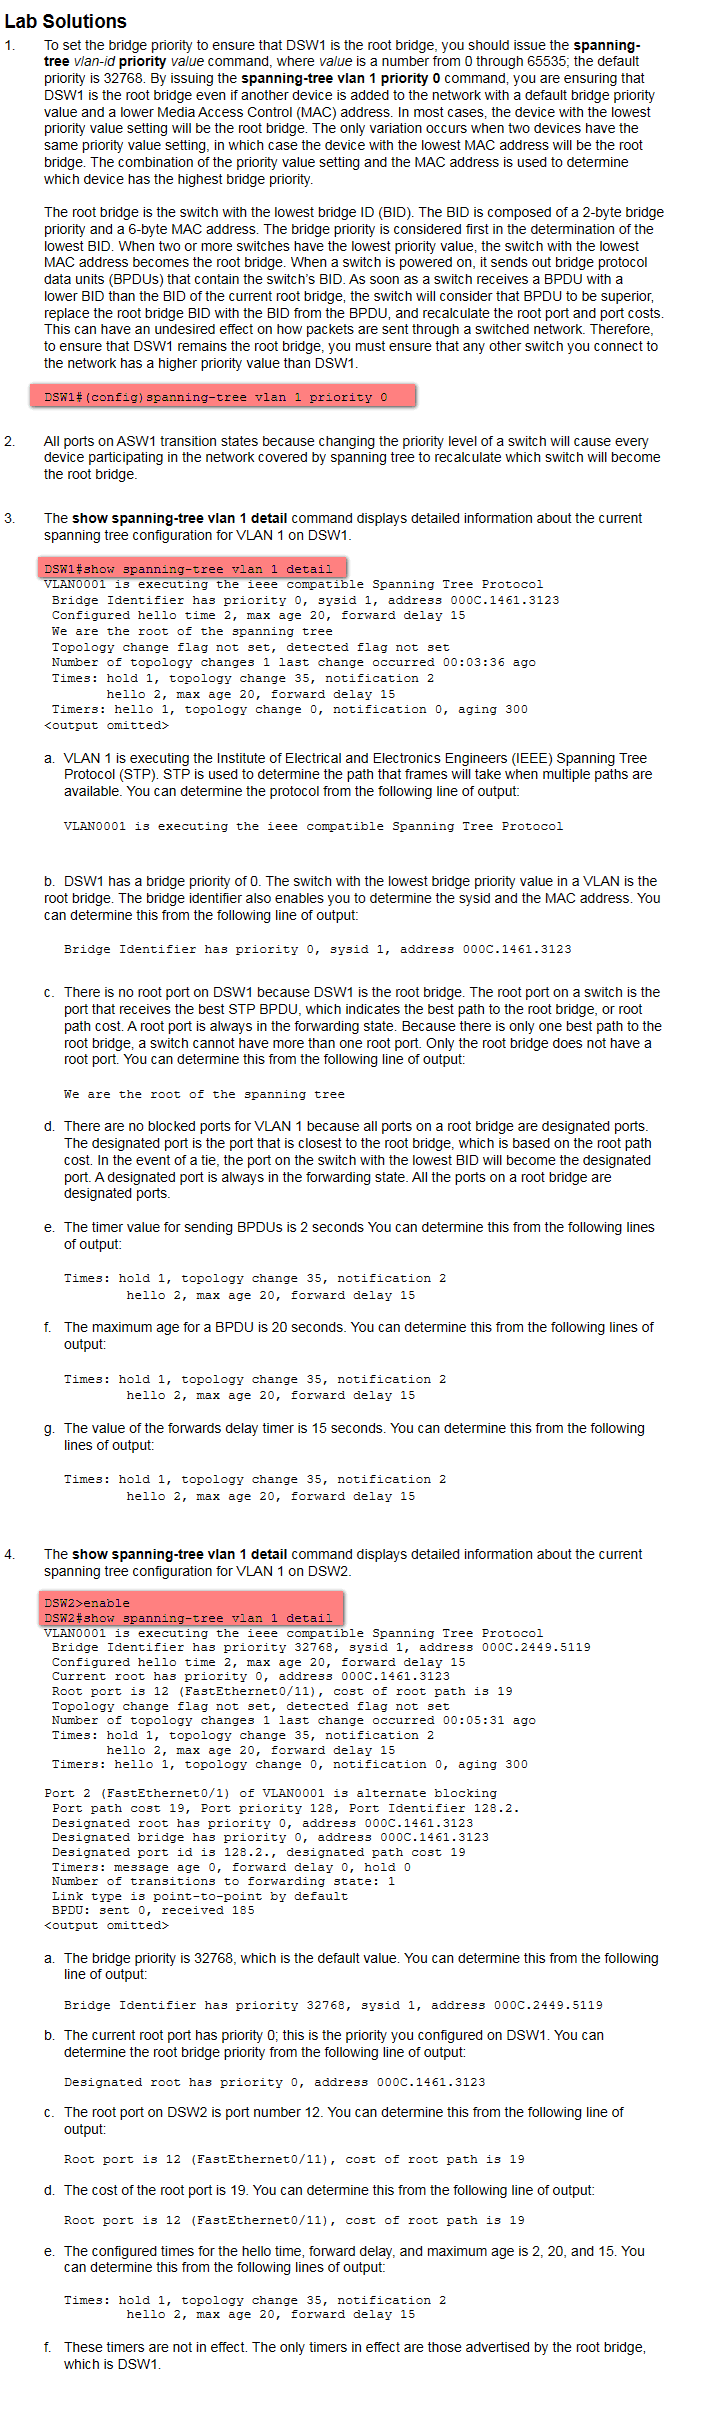 Lab Solutions
1. To set the bridge priority to ensure that DSW1 is the root bridge, you should issue the spanning-
tree vlan-id priority value command, where value is a number from 0 through 65535; the default
priority is 32768. By issuing the spanning-tree vlan 1 priority 0 command, you are ensuring that
DSW1 is the root bridge even if another device is added to the network with a default bridge priority
value and a lower Media Access Control (MAC) address. In most cases, the device with the lowest
priority value setting will be the root bridge. The only variation occurs when two devices have the
same priority value setting, in which case the device with the lowest MAC address will be the root
bridge. The combination of the priority value setting and the MAC address is used to determine
which device has the highest bridge priority.
The root bridge is the switch with the lowest bridge ID (BID). The BID is composed of a 2-byte bridge
priority and a 6-byte MAC address. The bridge priority is considered first in the determination of the
lowest BID. When two or more switches have the lowest priority value, the switch with the lowest
MAC address becomes the root bridge. When a switch is powered on, it sends out bridge protocol
data units (BPDUs) that contain the switch's BID. As soon as a switch receives a BPDU with a
lower BID than the BID of the current root bridge, the switch will consider that BPDU to be superior,
replace the root bridge BID with the BID from the BPDU, and recalculate the root port and port costs.
This can have an undesired effect on how packets are sent through a switched network. Therefore,
to ensure that DSW1 remains the root bridge, you must ensure that any other switch you connect to
the network has a higher priority value than DSW1.
DSW1#(config)spanning-tree vlan 1 priority 0
2. All ports on ASW1 transition states because changing the priority level of a switch will cause every
device participating in the network covered by spanning tree to recalculate which switch will become
the root bridge.
3. The show spanning-tree vlan 1 detail command displays detailed information about the current
spanning tree configuration for VLAN 1 on DSW1.
DSW1#show spanning-tree vlan 1 detail
VLAN0001 is executing the ieee compatible Spanning Tree Protocol
Bridge Identifier has priority 0, sysid 1, address 000C.1461.3123
Configured hello time 2, max age 20, forward delay 15
We are the root of the spanning tree
Topology change flag not set, detected flag not set
Number of topology changes 1 last change occurred 00:03:36 ago
Times: hold 1, topology change 35, notification 2
hello 2, max age 20, forward delay 15
Timers: hello 1, topology change 0, notification 0, aging 300
<output omitted>
a. VLAN 1 is executing the Institute of Electrical and Electronics Engineers (IEEE) Spanning Tree
Protocol (STP). STP is used to determine the path that frames will take when multiple paths are
available. You can determine the protocol from the following line of output:
VLAN0001 is executing the ieee compatible Spanning Tree Protocol
b. DSW1 has a bridge priority of 0. The switch with the lowest bridge priority value in a VLAN is the
root bridge. The bridge identifier also enables you to determine the sysid and the MAC address. You
can determine this from the following line of output:
Bridge Identifier has priority 0, sysid 1, address 000C.1461.3123
c. There is no root port on DSW1 because DSW1 is the root bridge. The root port on a switch is the
port that receives the best STP BPDU, which indicates the best path to the root bridge, or root
path cost. A root port is always in the forwarding state. Because there is only one best path to the
root bridge, a switch cannot have more than one root port. Only the root bridge does not have a
root port. You can determine this from the following line of output:
We are the root of the spanning tree
d. There are no blocked ports for VLAN 1 because all ports on a root bridge are designated ports.
The designated port is the port that is closest to the root bridge, which is based on the root path
cost. In the event of a tie, the port on the switch with the lowest BID will become the designated
port. A designated port is always in the forwarding state. All the ports on a root bridge are
designated ports.
e. The timer value for sending BPDUs is 2 seconds You can determine this from the following lines
of output:
Times: hold 1, topology change 35, notification 2
hello 2, max age 20, forward delay 15
f. The maximum age for a BPDU is 20 seconds. You can determine this from the following lines of
output:
Times: hold 1, topology change 35, notification 2
hello 2, max age 20, forward delay 15
g. The value of the forwards delay timer is 15 seconds. You can determine this from the following
lines of output:
Times: hold 1, topology change 35, notification 2
hello 2, max age 20, forward delay 15
4. The show spanning-tree vlan 1 detail command displays detailed information about the current
spanning tree configuration for VLAN 1 on DSW2.
DSW2>enable
DSW2#show spanning-tree vlan 1 detail
VLAN0001 is executing the ieee compatible Spanning Tree Protocol
Bridge Identifier has priority 32768, sysid 1, address 000C.2449.5119
Configured hello time 2, max age 20, forward delay 15
Current root has priority 0, address 000C.1461.3123
Root port is 12 (FastEthernet0/11), cost of root path is 19
Topology change flag not set, detected flag not set
Number of topology changes 1 last change occurred 00:05:31 ago
Times: hold 1, topology change 35, notification 2
hello 2, max age 20, forward delay 15
Timers: hello 1, topology change 0, notification 0, aging 300
Port 2 (FastEthernet0/1) of VLAN0001 is alternate blocking
Port path cost 19, Port priority 128, Port Identifier 128.2.
Designated root has priority 0, address 000C.1461.3123
Designated bridge has priority 0, address 000C.1461.3123
Designated port id is 128.2., designated path cost 19
Timers: message age 0, forward delay 0, hold 0
Number of transitions to forwarding state: 1
Link type is point-to-point by default
BPDU: sent 0, received 185
<output omitted>
a. The bridge priority is 32768, which is the default value. You can determine this from the following
line of output:
Bridge Identifier has priority 32768, sysid 1, address 000C.2449.5119
b. The current root port has priority 0; this is the priority you configured on DSW1. You can
determine the root bridge priority from the following line of output:
Designated root has priority 0, address 000C.1461.3123
c. The root port on DSW2 is port number 12. You can determine this from the following line of
output:
Root port is 12 (FastEthernet0/11), cost of root path is 19
d. The cost of the root port is 19. You can determine this from the following line of output:
Root port is 12 (FastEthernet0/11), cost of root path is 19
e. The configured times for the hello time, forward delay, and maximum age is 2, 20, and 15. You
can determine this from the following lines of output:
Times: hold 1, topology change 35, notification 2
hello 2, max age 20, forward delay 15
f. These timers are not in effect. The only timers in effect are those advertised by the root bridge,
which is DSW1.